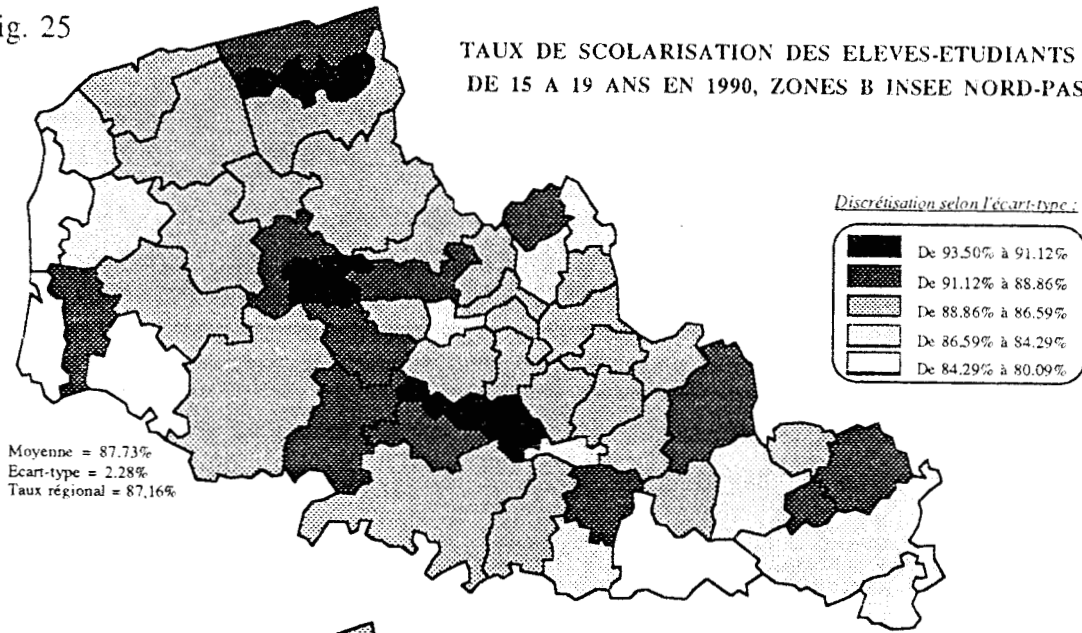 ig. 25
TAUX DE SCOLARISATION DES ELEVES-ETUDIANTS
DE 15 A 19 ANS EN 1990, ZONES B INSEE NORD-PAS
Discrétisation selon l'écart-type :
De 93.50% à 91.12%
De 91.12% à 88.86%
De 88.86% à 86.59%
De 86.59% à 84.29%
De 84.29% à 80.09%
Moyenne = 87.73%
Ecart-type = 2.28%
Taux régional = 87,16%